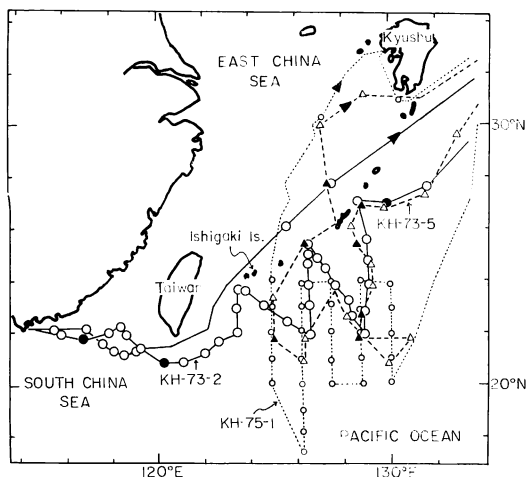 Kyushu
EAST CHINA
SEA
30°N
KH-73-5
Ishigaki Is.
Taiwan
KH-73-2
20°N
SOUTH CHINA
SEA
KH-75-1
PACIFIC OCEAN
120°E
130°E